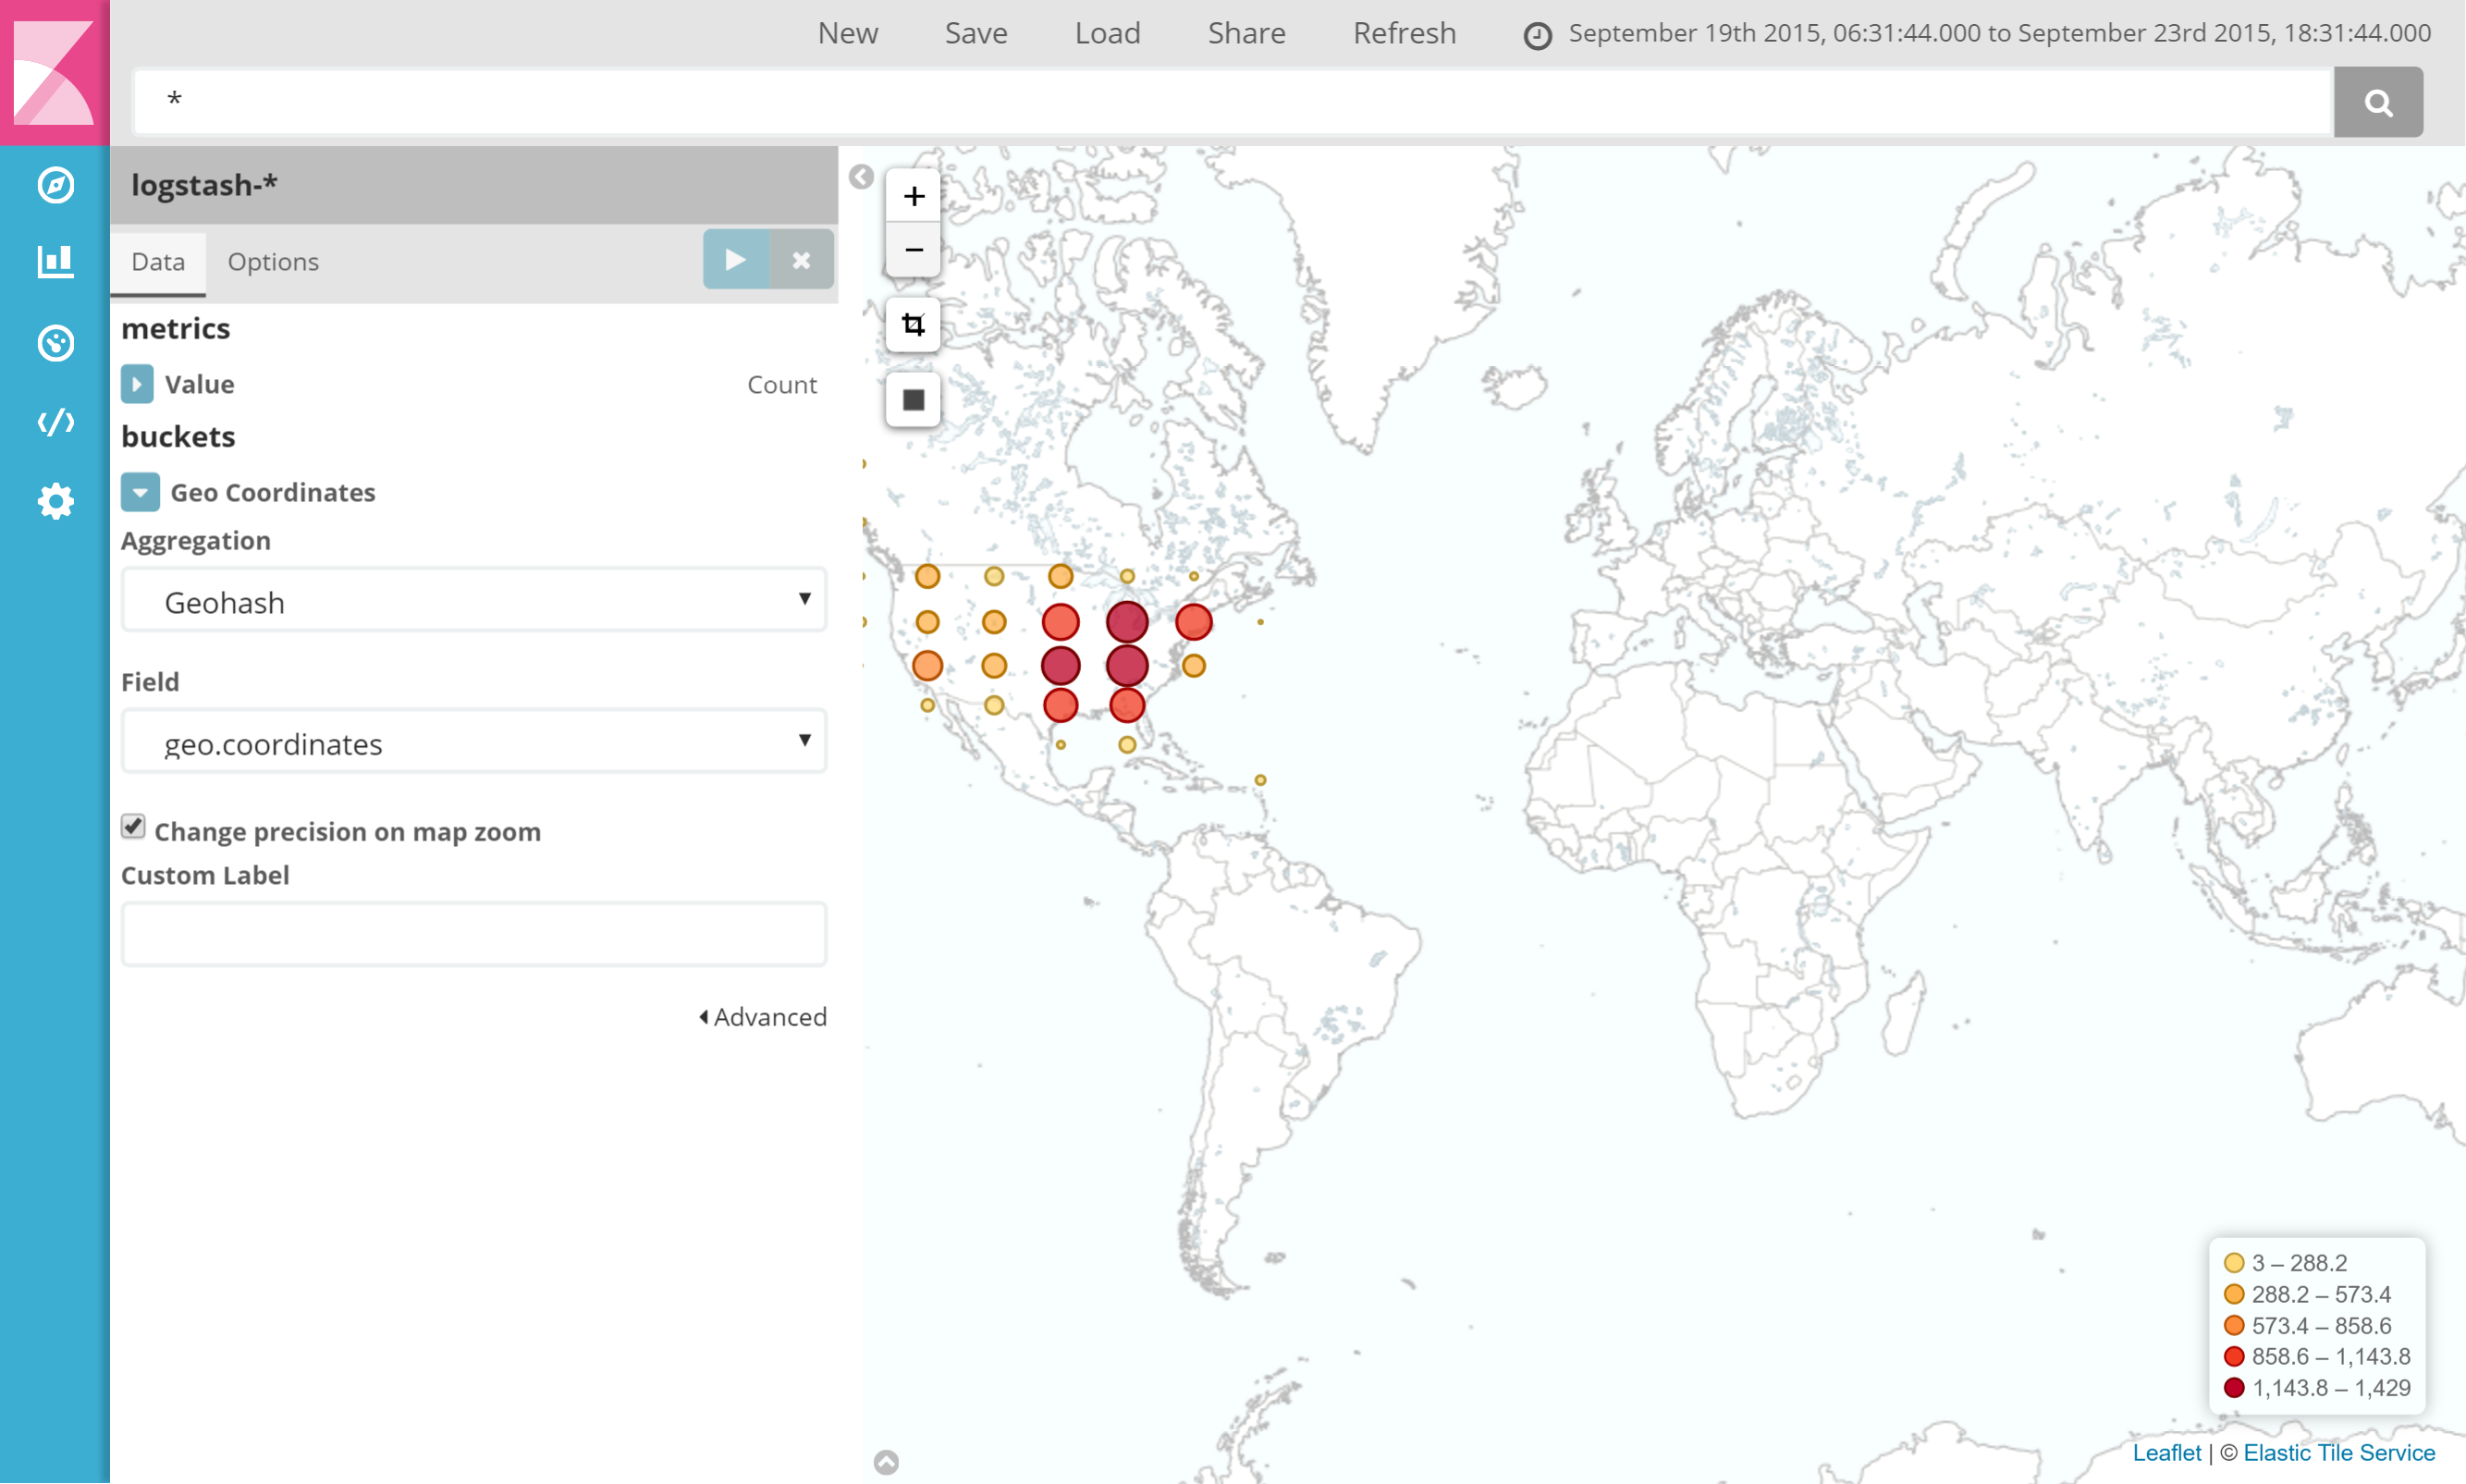 New Save Load Share Refresh September 19th 2015, 06:31:44.000 to September 23rd 2015, 18:31:44.000
*
logstash-*
Data Options
metrics
Value Count
buckets
Geo Coordinates
Aggregation
Geohash
Field
geo.coordinates
Change precision on map zoom
Custom Label
Advanced
+
−
3 – 288.2
288.2 – 573.4
573.4 – 858.6
858.6 – 1,143.8
1,143.8 – 1,429
Leaflet | © Elastic Tile Service